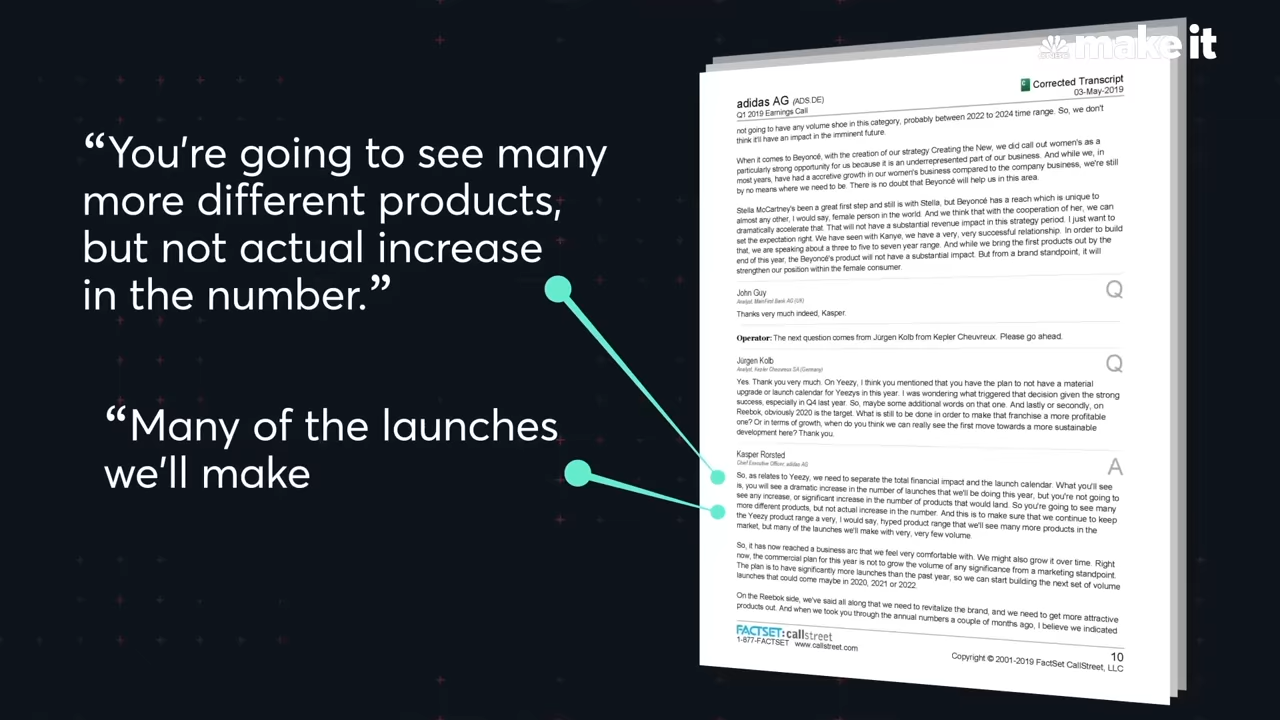 “You're going to see many
more different products,
but not actual increase
in the number.”
“Many of the launches
we'll make
CNBC make it
adidas AG (ADS.DE)
Q1 2019 Earnings Call
Corrected Transcript
03-May-2019
not going to have any volume shoe in this category, probably between 2022 to 2024 time range. So, we don't
think it'll have an impact in the imminent future.
When it comes to Beyoncé, with the creation of our strategy Creating the New, we did call out women's as a
particularly strong opportunity for us because it is an underrepresented part of our business. And while we, in
most years, have had a accretive growth in our women's business compared to the company business, we're still
by no means where we need to be. There is no doubt that Beyoncé will help us in this area.
Stella McCartney's been a great first step and still is with Stella, but Beyoncé has a reach which is unique to
almost any other, I would say, female person in the world. And we think that with the cooperation of her, we can
dramatically accelerate that. That will not have a substantial revenue impact in this strategy period. I just want to
set the expectation right. We have seen with Kanye, we have a very, very successful relationship. In order to build
that, we are speaking about a three to five to seven year range. And while we bring the first products out by the
end of this year, the Beyoncé's product will not have a substantial impact. But from a brand standpoint, it will
strengthen our position within the female consumer.
John Guy
Analyst, MainFirst Bank AG (UK)
Q
Thanks very much indeed, Kasper.
Operator: The next question comes from Jürgen Kolb from Kepler Cheuvreux. Please go ahead.
Jürgen Kolb
Analyst, Kepler Cheuvreux SA (Germany)
Q
Yes. Thank you very much. On Yeezy, I think you mentioned that you have the plan to not have a material
upgrade or launch calendar for Yeezys in this year. I was wondering what triggered that decision given the strong
success, especially in Q4 last year. So, maybe some additional words on that one. And lastly or secondly, on
Reebok, obviously 2020 is the target. What is still to be done in order to make that franchise a more profitable
one? Or in terms of growth, when do you think we can really see the first move towards a more sustainable
development here? Thank you.
Kasper Rorsted
Chief Executive Officer, adidas AG
A
So, as relates to Yeezy, we need to separate the total financial impact and the launch calendar. What you'll see
is, you will see a dramatic increase in the number of launches that we'll be doing this year, but you're not going to
see any increase, or significant increase in the number of products that would land. So you're going to see many
more different products, but not actual increase in the number. And this is to make sure that we continue to keep
the Yeezy product range a very, I would say, hyped product range that we'll see many more products in the
market, but many of the launches we'll make with very, very few volume.
So, it has now reached a business arc that we feel very comfortable with. We might also grow it over time. Right
now, the commercial plan for this year is not to grow the volume of any significance from a marketing standpoint.
The plan is to have significantly more launches than the past year, so we can start building the next set of volume
launches that could come maybe in 2020, 2021 or 2022.
On the Reebok side, we've said all along that we need to revitalize the brand, and we need to get more attractive
products out. And when we took you through the annual numbers a couple of months ago, I believe we indicated
FACTSET:callstreet
1-877-FACTSET www.callstreet.com
10
Copyright © 2001-2019 FactSet CallStreet, LLC